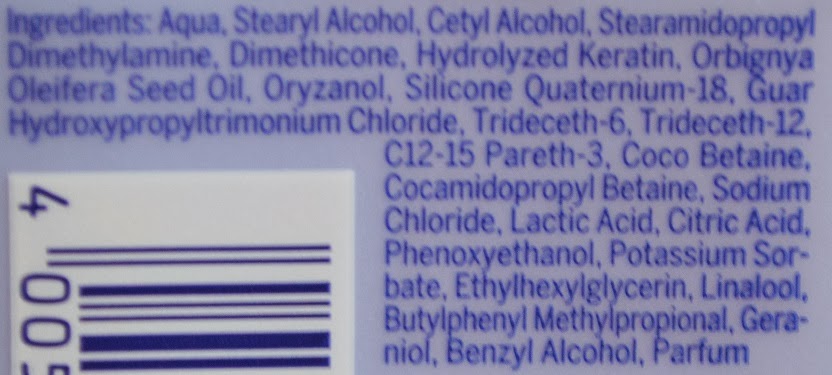 Ingredients: Aqua, Stearyl Alcohol, Cetyl Alcohol, Stearamidopropyl
Dimethylamine, Dimethicone, Hydrolyzed Keratin, Orbignya
Oleifera Seed Oil, Oryzanol, Silicone Quaternium-18, Guar
Hydroxypropyltrimonium Chloride, Trideceth-6, Trideceth-12,
C12-15 Pareth-3, Coco Betaine,
Cocamidopropyl Betaine, Sodium
Chloride, Lactic Acid, Citric Acid,
Phenoxyethanol, Potassium Sor-
bate, Ethylhexylglycerin, Linalool,
Butylphenyl Methylpropional, Gera-
niol, Benzyl Alcohol, Parfum
4 00